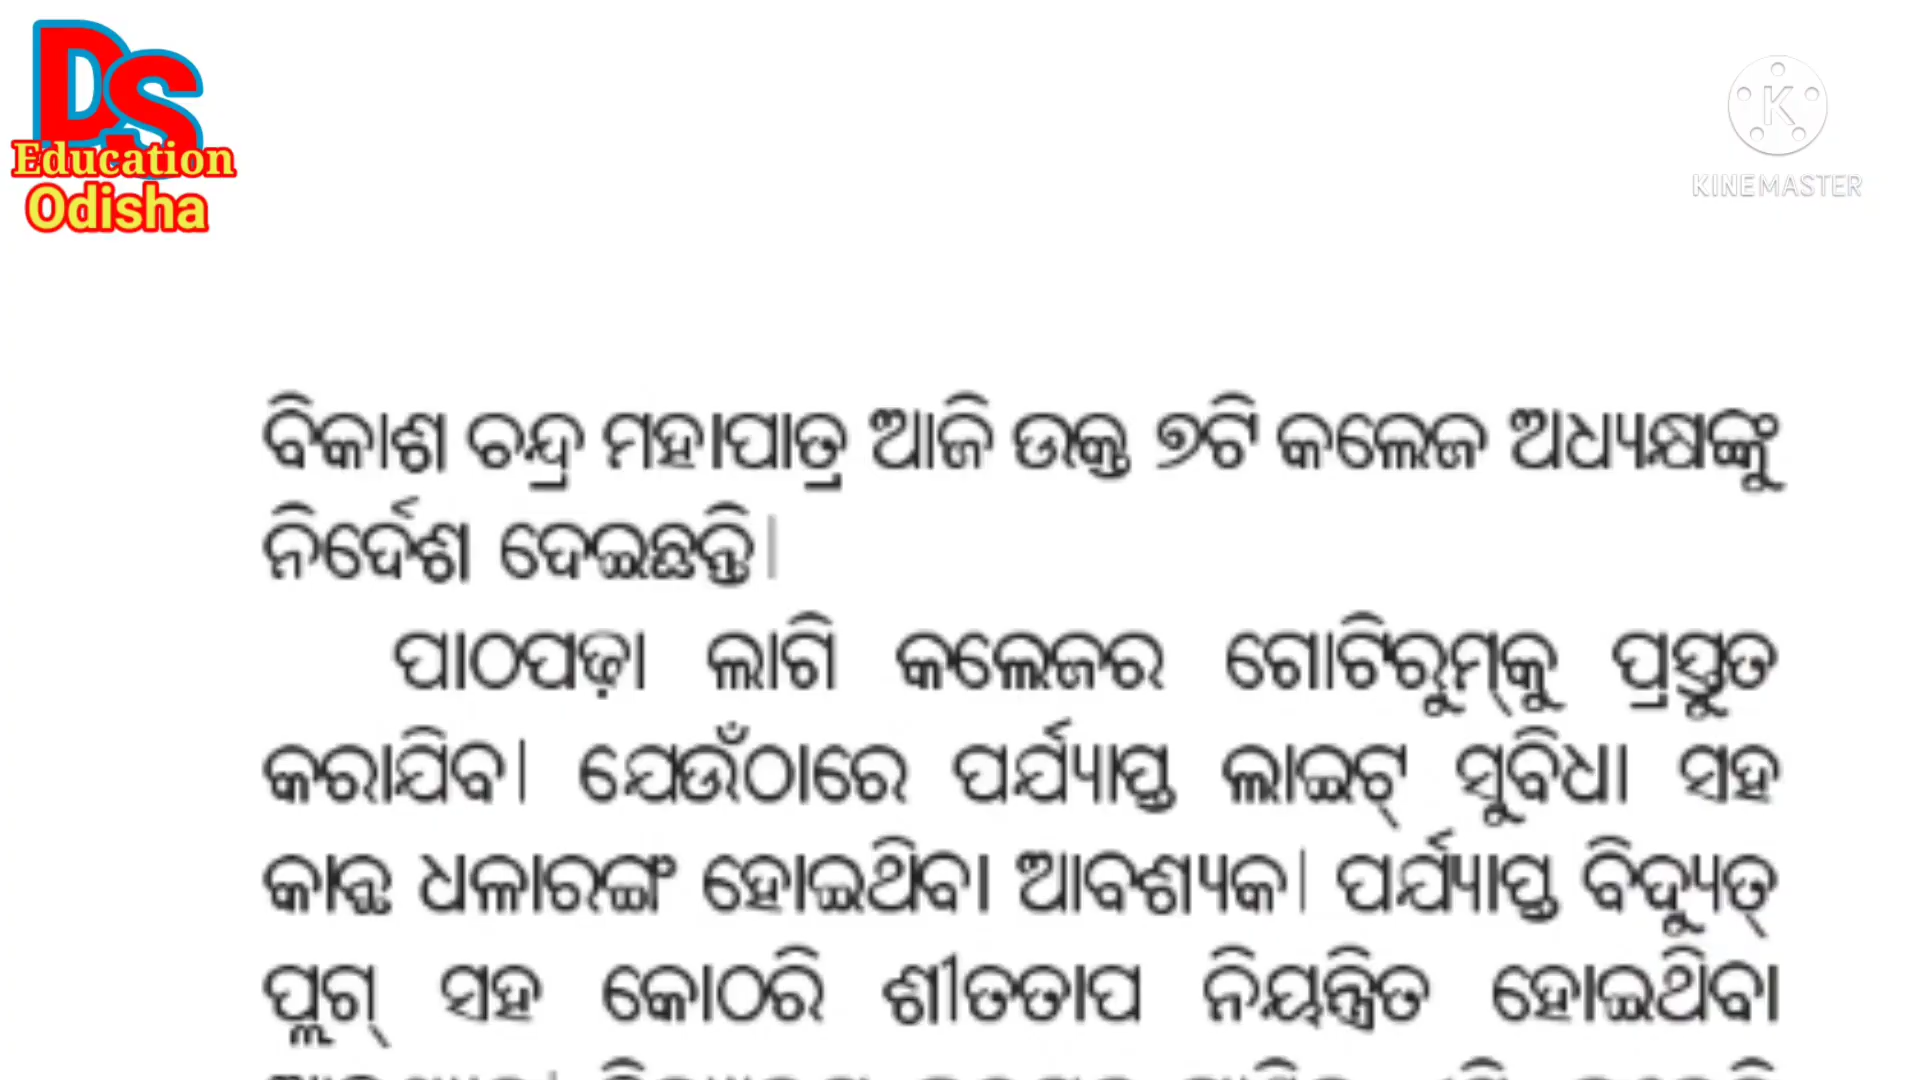 DS
Education
Odisha
KINEMASTER
ବିକାଶ ଚନ୍ଦ୍ର ମହାପାତ୍ର ଆଜି ଉକ୍ତ ୭ଟି କଲେଜ ଅଧ୍ୟକ୍ଷଙ୍କୁ
ନିର୍ଦେଶ ଦେଇଛନ୍ତି।
ପାଠପଢ଼ା ଲାଗି କଲେଜର ଗୋଟିରୁମ୍‌କୁ ପ୍ରସ୍ତୁତ
କରାଯିବ। ଯେଉଁଠାରେ ପର୍ଯ୍ୟାପ୍ତ ଲାଇଟ୍ ସୁବିଧା ସହ
କାନ୍ଥ ଧଳାରଙ୍ଗ ହୋଇଥିବା ଆବଶ୍ୟକ। ପର୍ଯ୍ୟାପ୍ତ ବିଦ୍ୟୁତ୍
ପ୍ଲଗ୍ ସହ କୋଠରି ଶୀତତାପ ନିୟନ୍ତ୍ରିତ ହୋଇଥିବା